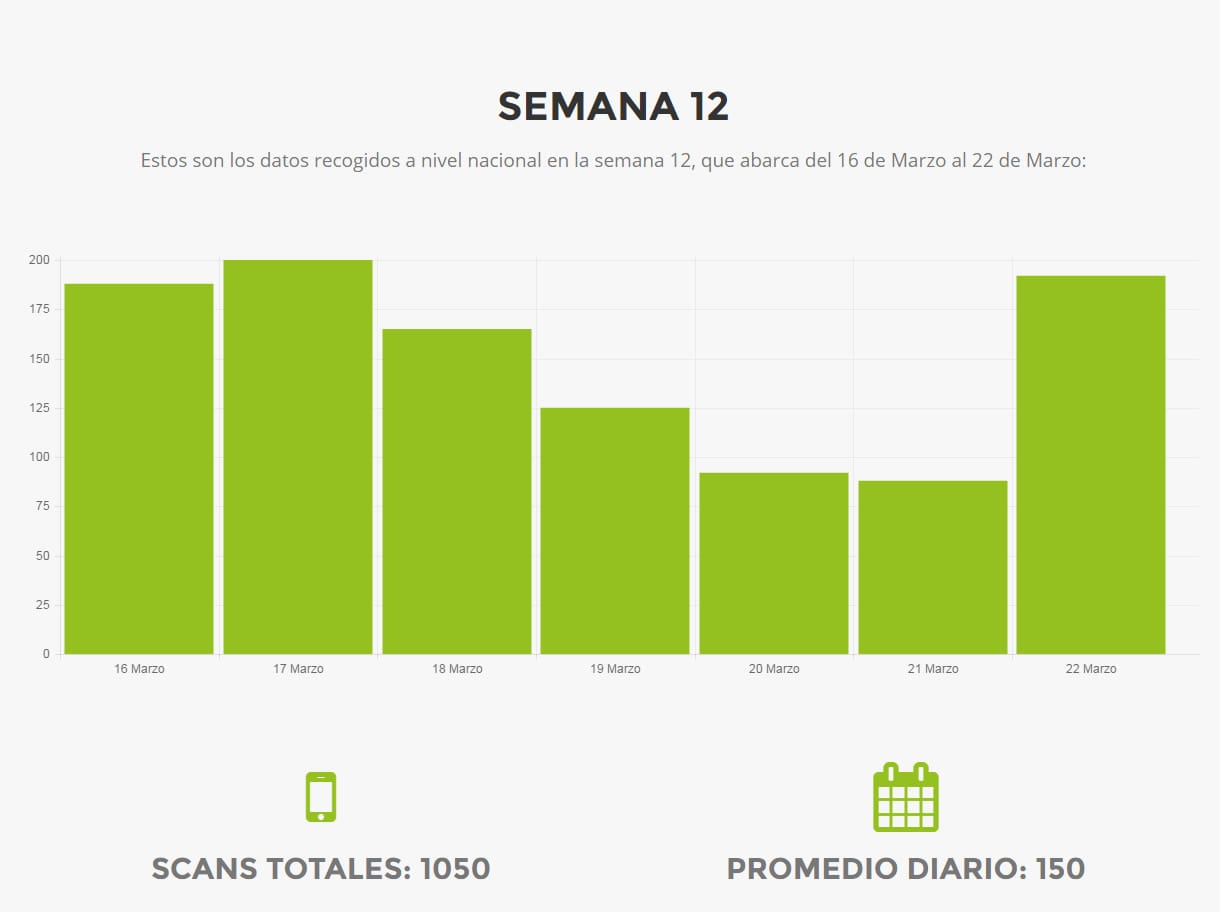 SEMANA 12
Estos son los datos recogidos a nivel nacional en la semana 12, que abarca del 16 de Marzo al 22 de Marzo:
200
175
150
125
100
75
50
25
0
16 Marzo 17 Marzo 18 Marzo 19 Marzo 20 Marzo 21 Marzo 22 Marzo
SCANS TOTALES: 1050 PROMEDIO DIARIO: 150